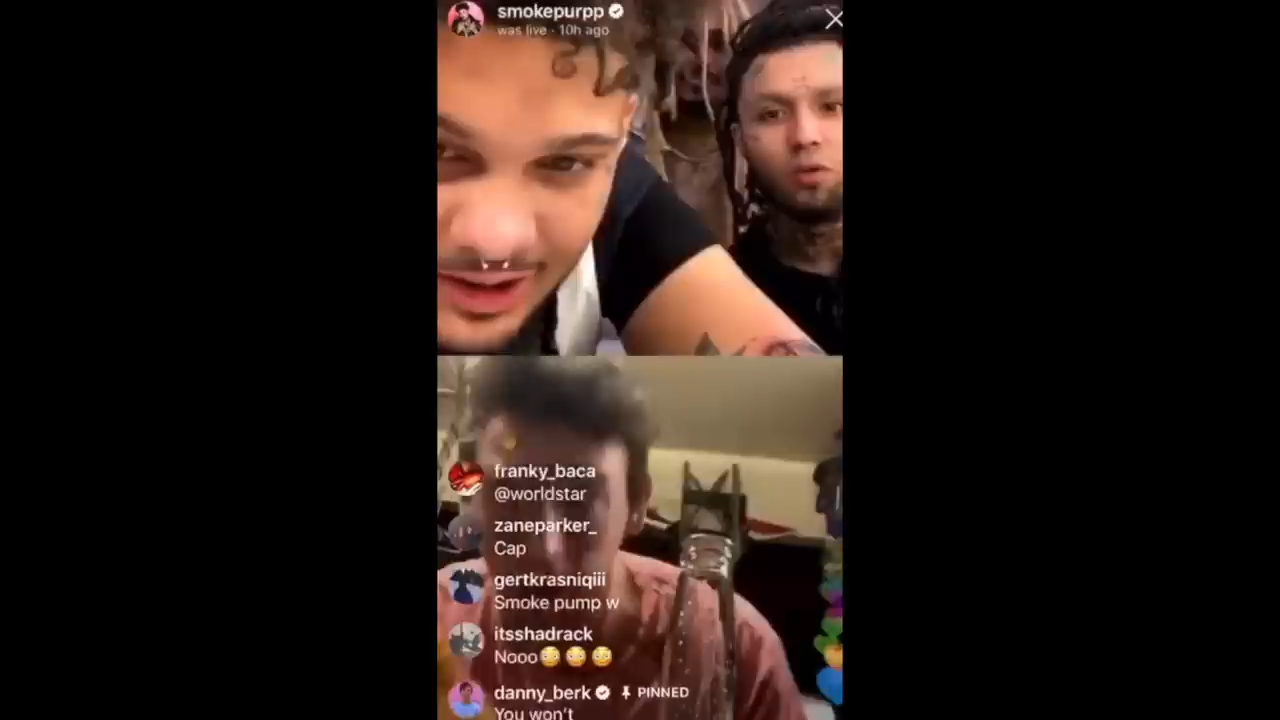 smokepurpp
was live · 10h ago
franky_baca
@worldstar
zaneparker_
Cap
gertkrasniqiii
Smoke pump w
itsshadrack
Nooo😳 😳 😳
danny_berk PINNED
You won't